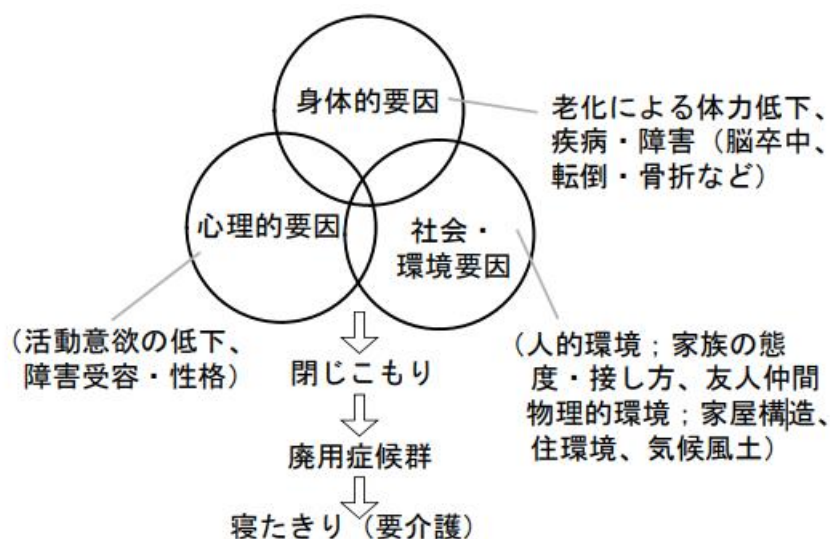 身体的要因
老化による体力低下、
疾病・障害（脳卒中、
転倒・骨折など）
心理的要因
社会・
環境要因
（活動意欲の低下、
障害受容・性格）
（人的環境；家族の態
度・接し方、友人仲間
物理的環境；家屋構造、
住環境、気候風土）
閉じこもり
廃用症候群
寝たきり（要介護）